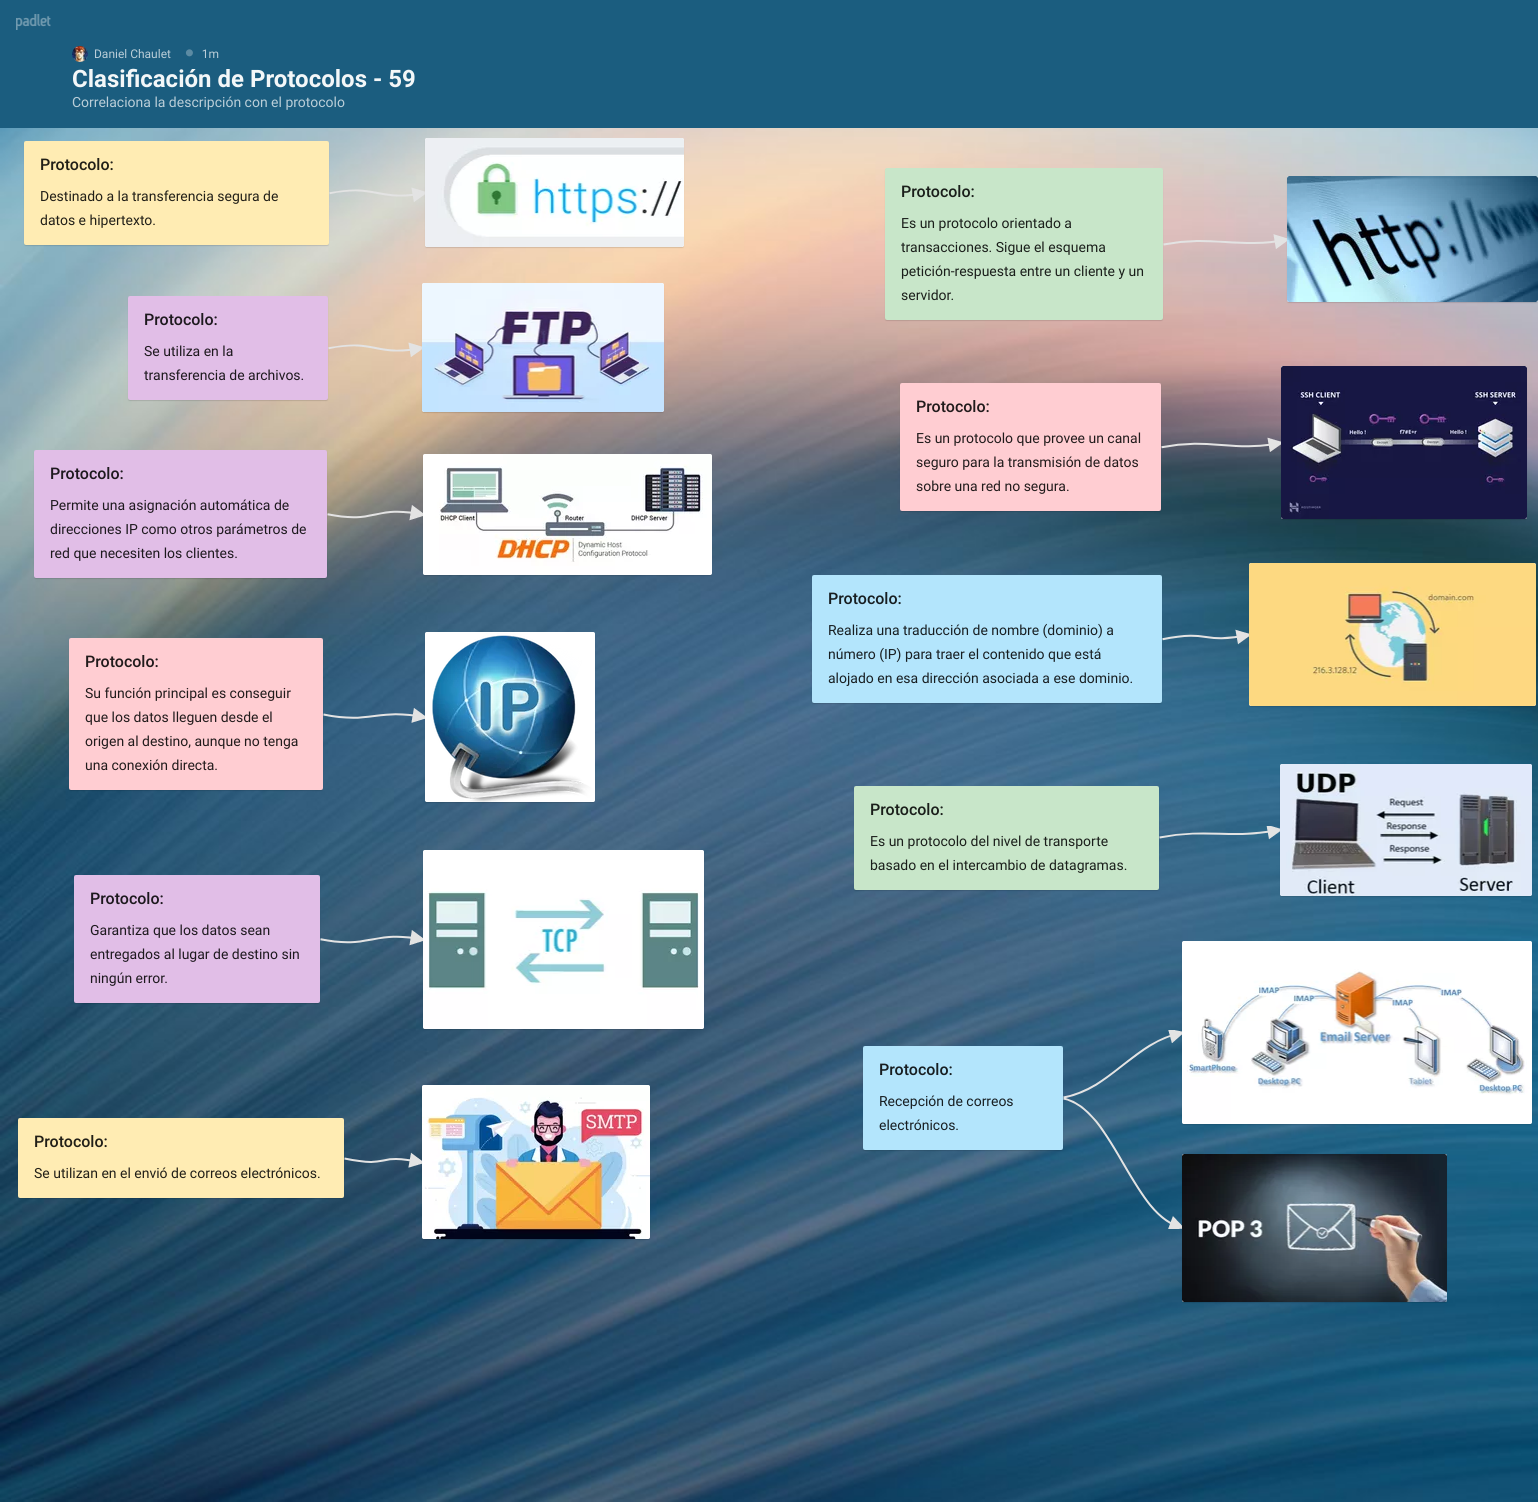 padlet
Daniel Chaulet 1m
Clasificación de Protocolos - 59
Correlaciona la descripción con el protocolo
Protocolo:
Destinado a la transferencia segura de
datos e hipertexto.
https://
Protocolo:
Se utiliza en la
transferencia de archivos.
FTP
Protocolo:
Permite una asignación automática de
direcciones IP como otros parámetros de
red que necesiten los clientes.
DHCP Client
Router
DHCP Server
DHCP
Dynamic Host
Configuration Protocol
Protocolo:
Su función principal es conseguir
que los datos lleguen desde el
origen al destino, aunque no tenga
una conexión directa.
IP
Protocolo:
Garantiza que los datos sean
entregados al lugar de destino sin
ningún error.
TCP
Protocolo:
Se utilizan en el envió de correos electrónicos.
SMTP
Protocolo:
Es un protocolo orientado a
transacciones. Sigue el esquema
petición-respuesta entre un cliente y un
servidor.
http://www
Protocolo:
Es un protocolo que provee un canal
seguro para la transmisión de datos
sobre una red no segura.
SSH CLIENT
SSH SERVER
Hello !
Hello !
Protocolo:
Realiza una traducción de nombre (dominio) a
número (IP) para traer el contenido que está
alojado en esa dirección asociada a ese dominio.
domain.com
216.3.128.12
Protocolo:
Es un protocolo del nivel de transporte
basado en el intercambio de datagramas.
UDP
Request
Response
Response
Client
Server
Protocolo:
Recepción de correos
electrónicos.
IMAP
IMAP
IMAP
IMAP
Email Server
SmartPhone
Desktop PC
Tablet
Desktop PC
POP 3